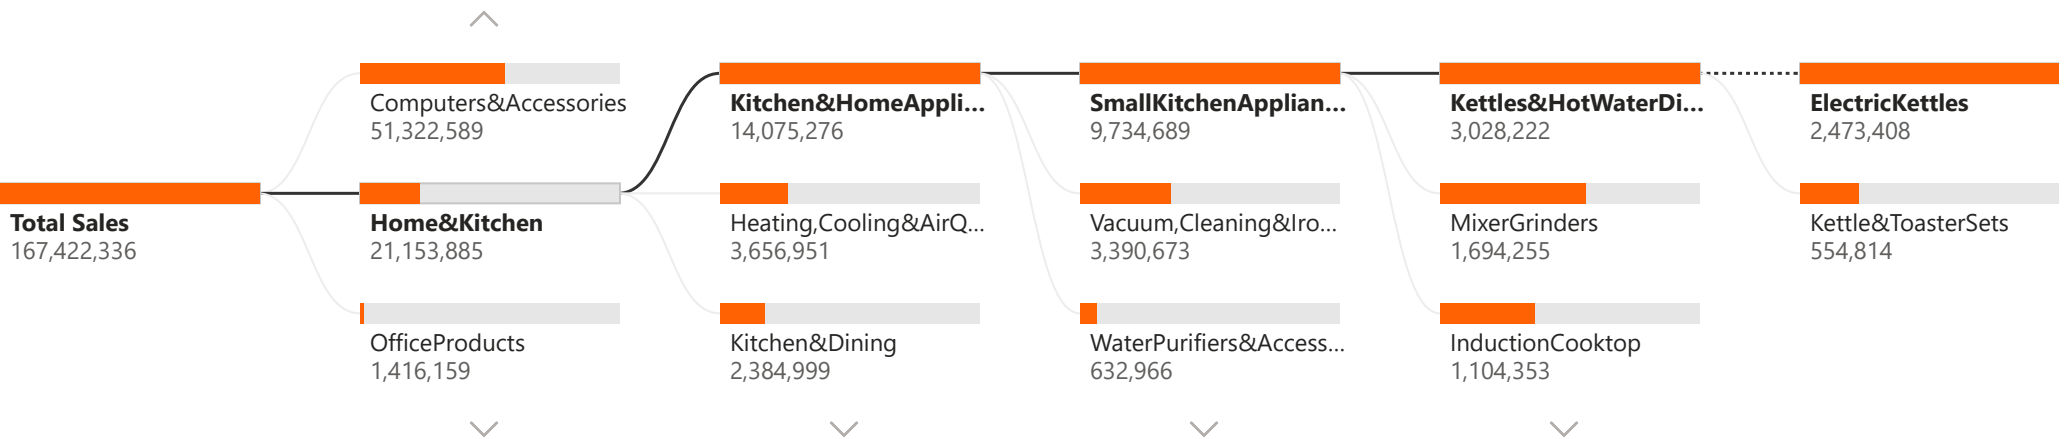 Total Sales
167,422,336
Computers&Accessories
51,322,589
Home&Kitchen
21,153,885
OfficeProducts
1,416,159
Kitchen&HomeAppli...
14,075,276
Heating,Cooling&AirQ...
3,656,951
Kitchen&Dining
2,384,999
SmallKitchenApplian...
9,734,689
Vacuum,Cleaning&Iro...
3,390,673
WaterPurifiers&Access...
632,966
Kettles&HotWaterDi...
3,028,222
MixerGrinders
1,694,255
InductionCooktop
1,104,353
ElectricKettles
2,473,408
Kettle&ToasterSets
554,814